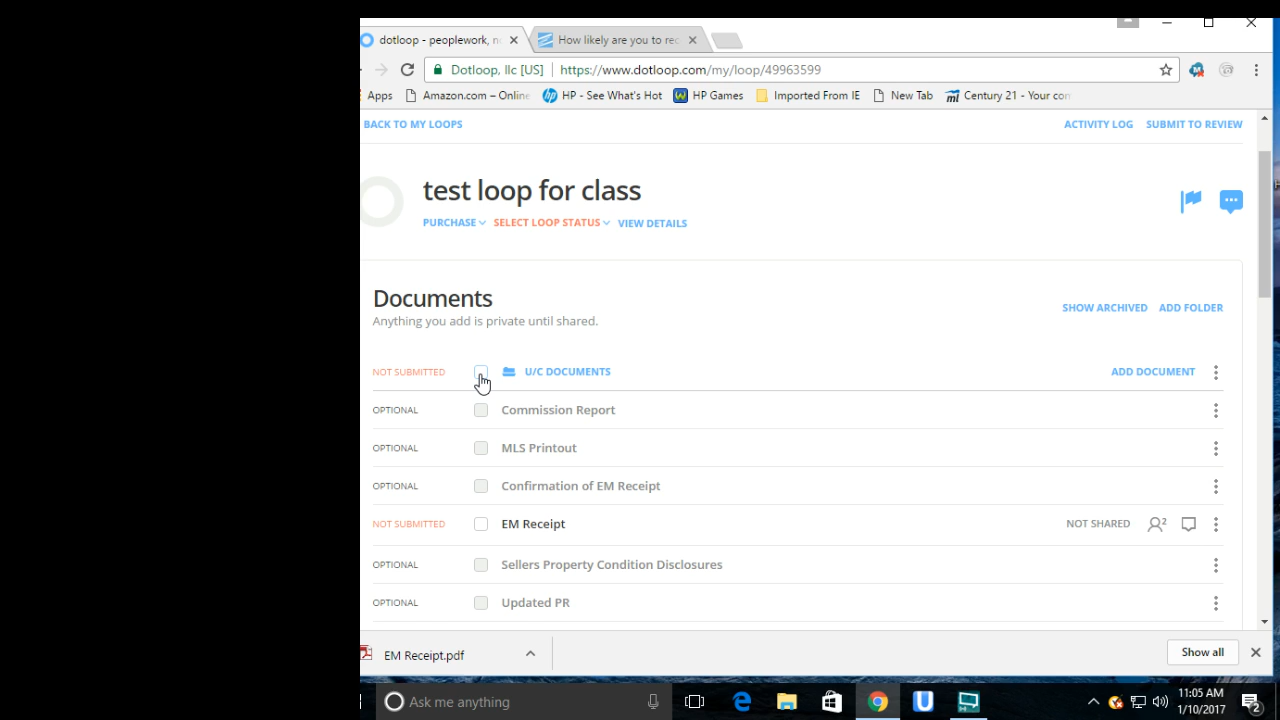 dotloop - peoplework, n
How likely are you to rec
Dotloop, llc [US] https://www.dotloop.com/my/loop/49963599
Apps Amazon.com – Online HP - See What's Hot HP Games Imported From IE New Tab Century 21 - Your con
BACK TO MY LOOPS ACTIVITY LOG SUBMIT TO REVIEW
test loop for class
PURCHASE SELECT LOOP STATUS VIEW DETAILS
Documents
Anything you add is private until shared.
SHOW ARCHIVED ADD FOLDER
NOT SUBMITTED U/C DOCUMENTS ADD DOCUMENT
OPTIONAL Commission Report
OPTIONAL MLS Printout
OPTIONAL Confirmation of EM Receipt
NOT SUBMITTED EM Receipt NOT SHARED 2
OPTIONAL Sellers Property Condition Disclosures
OPTIONAL Updated PR
EM Receipt.pdf Show all
Ask me anything
11:05 AM
1/10/2017
2